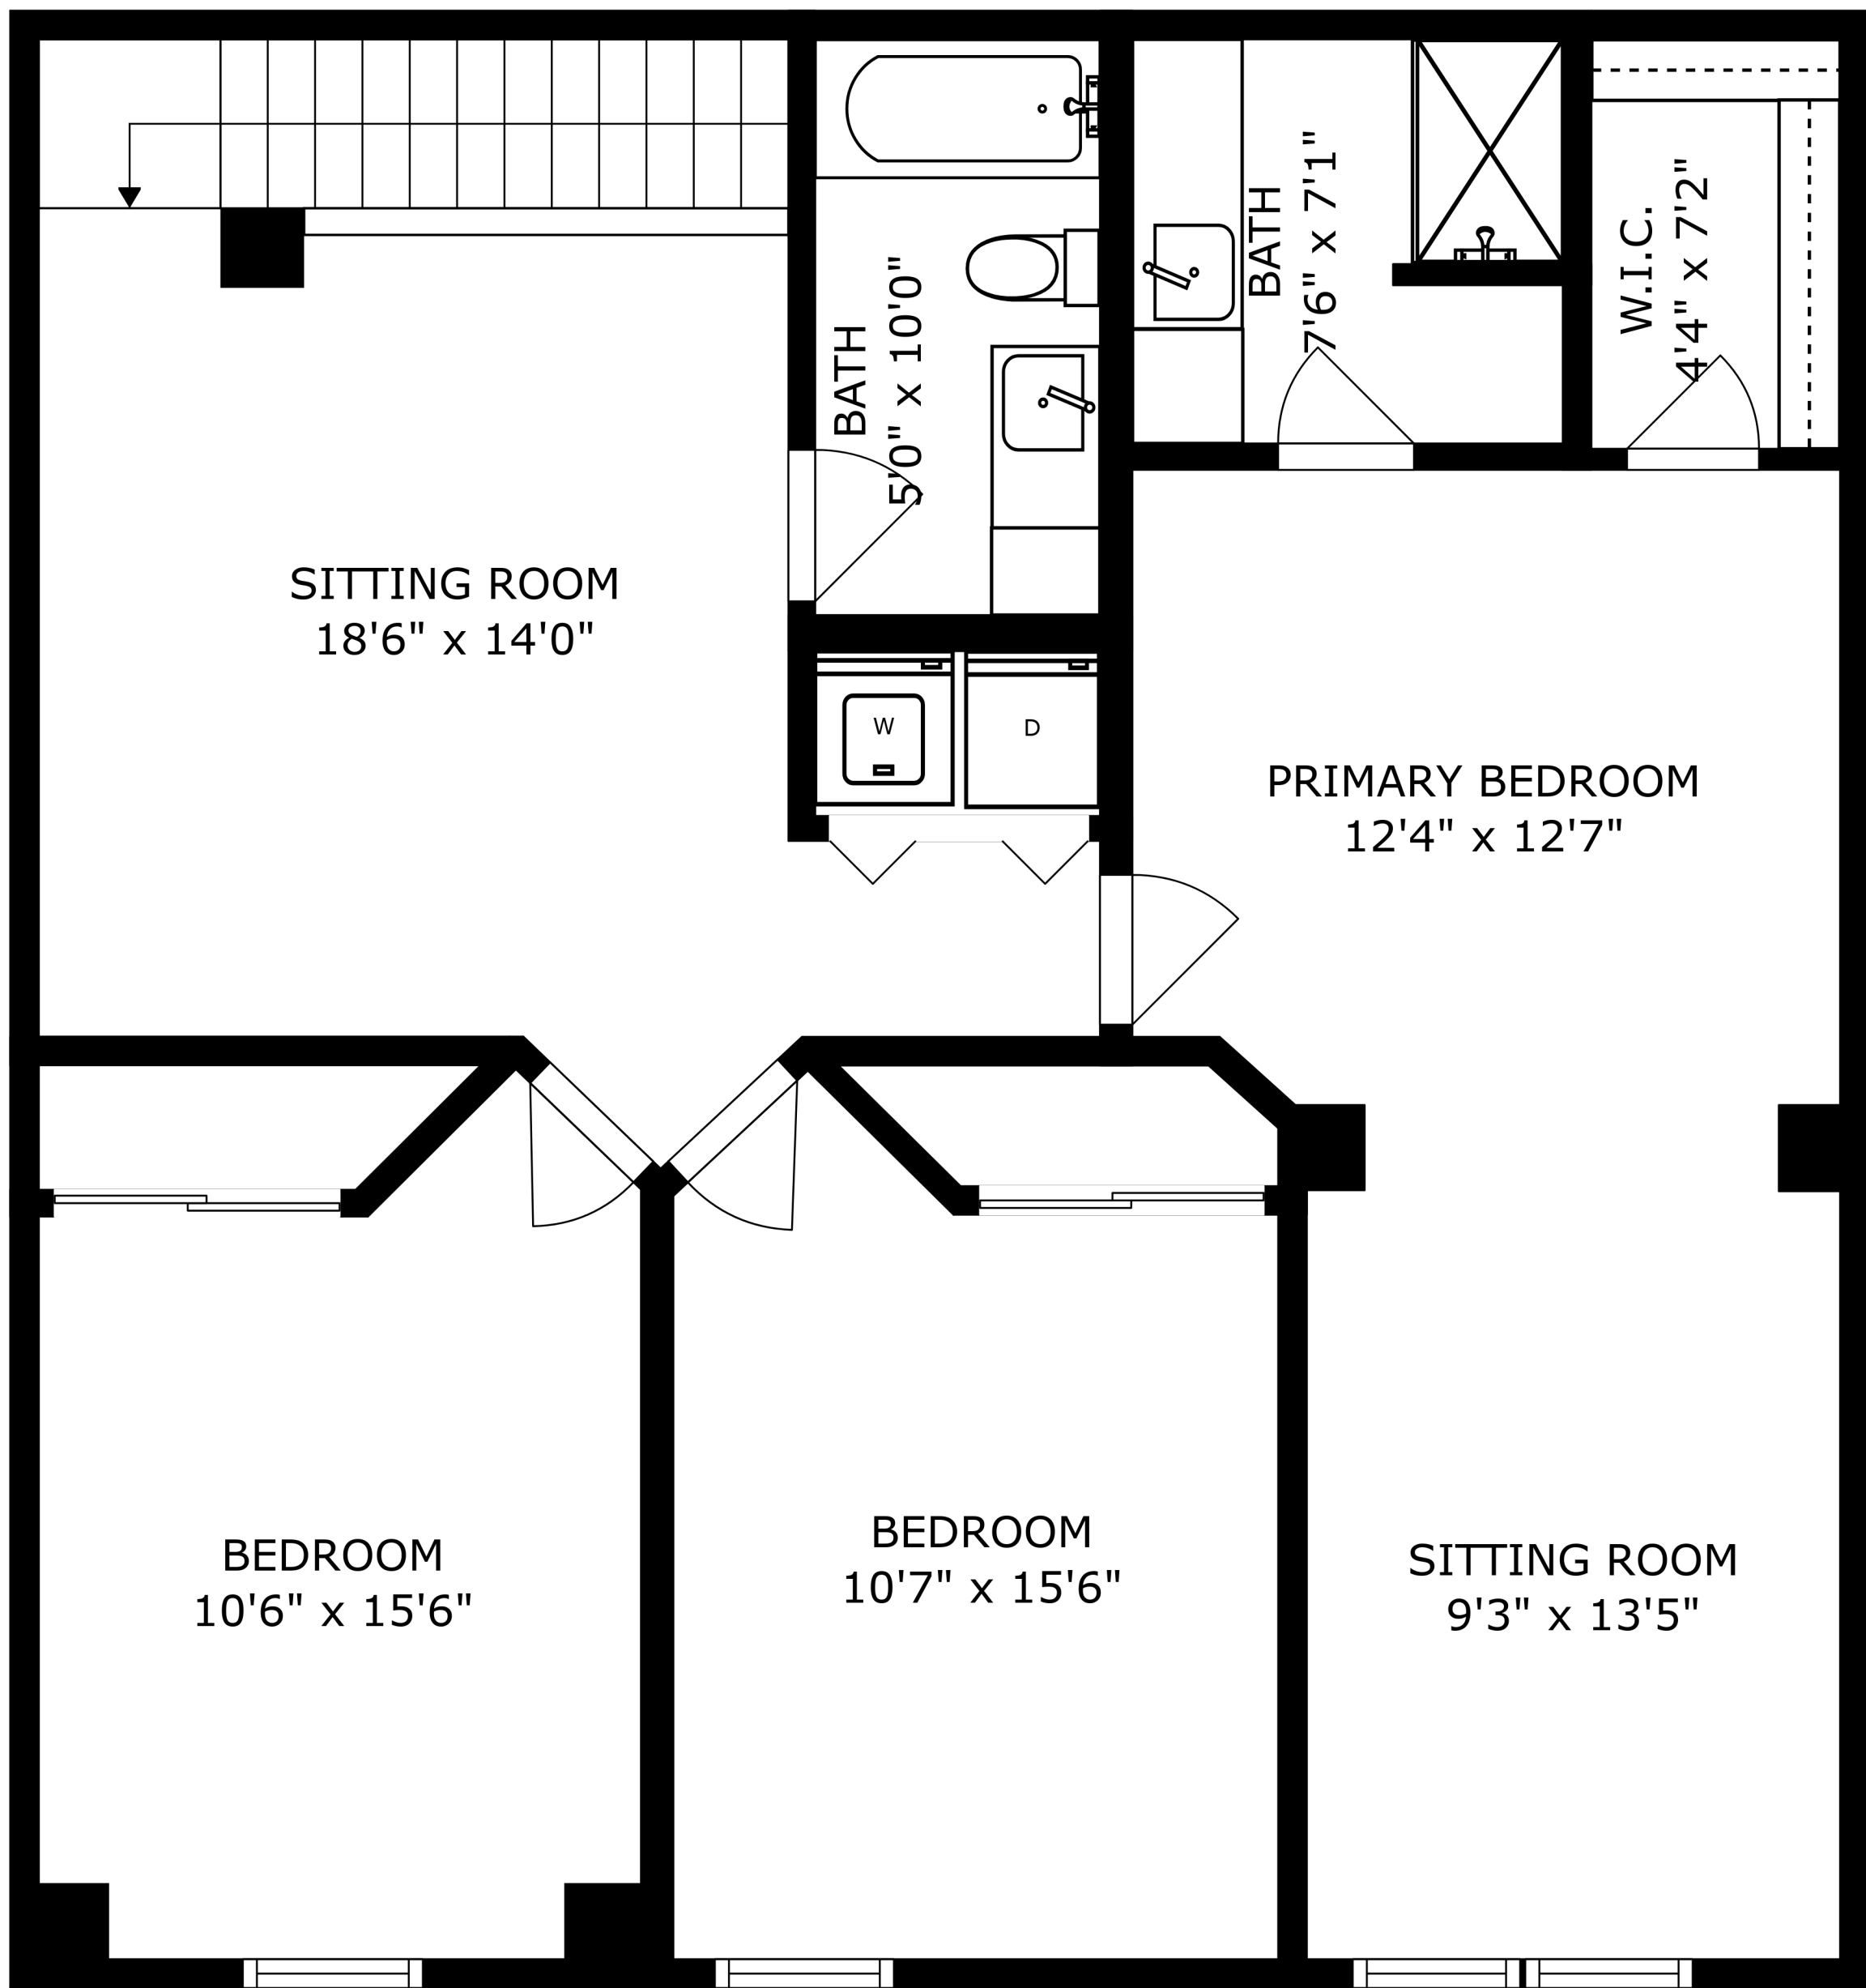 BATH
7'6" x 7'1"
W.I.C.
4'4" x 7'2"
BATH
5'0" x 10'0"
SITTING ROOM
18'6" x 14'0"
W
D
PRIMARY BEDROOM
12'4" x 12'7"
BEDROOM
10'6" x 15'6"
BEDROOM
10'7" x 15'6"
SITTING ROOM
9'3" x 13'5"